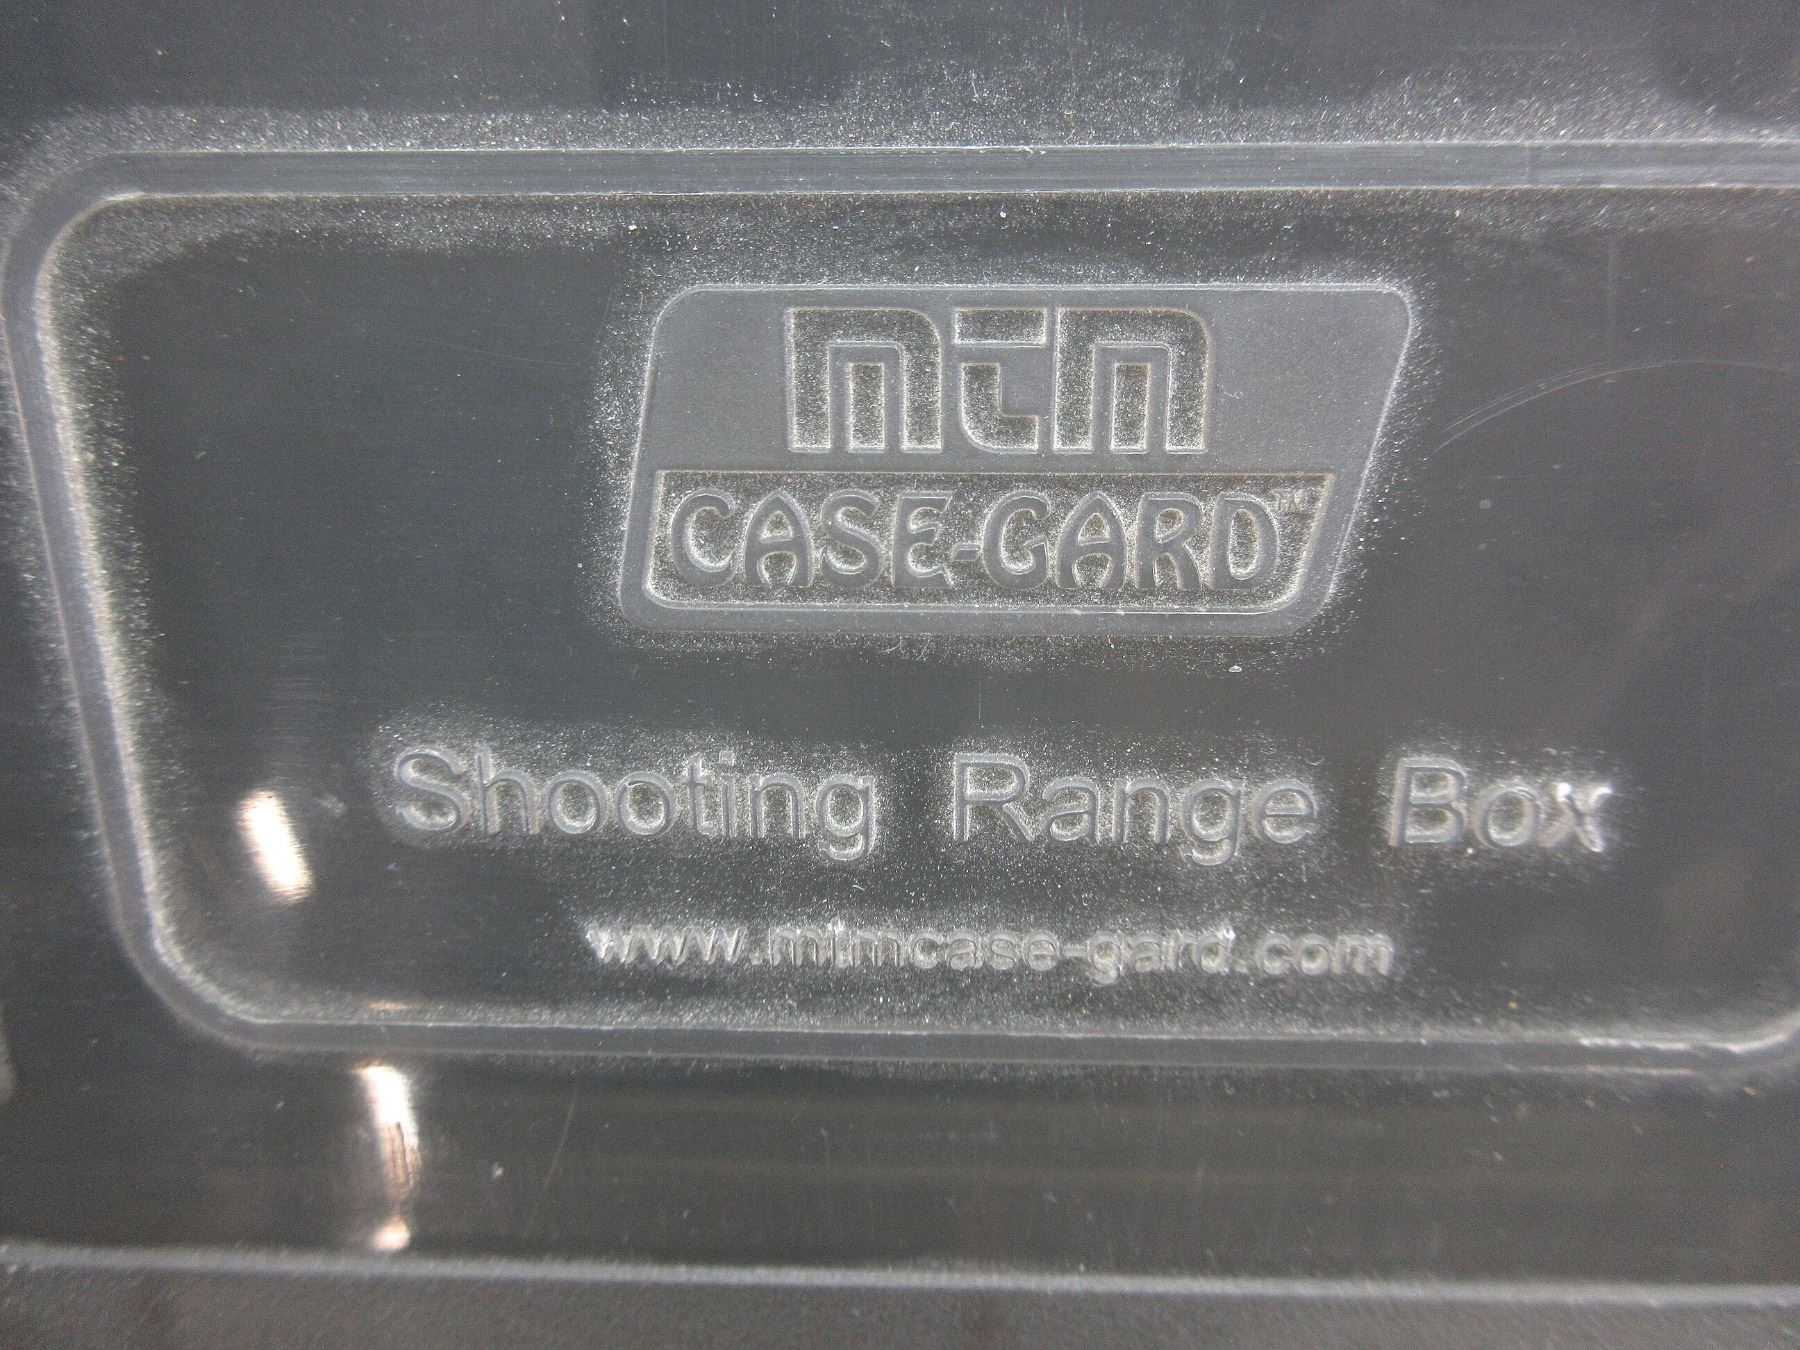 mtm
CASE-GARD™
Shooting Range Box
www.mtmcase-gard.com